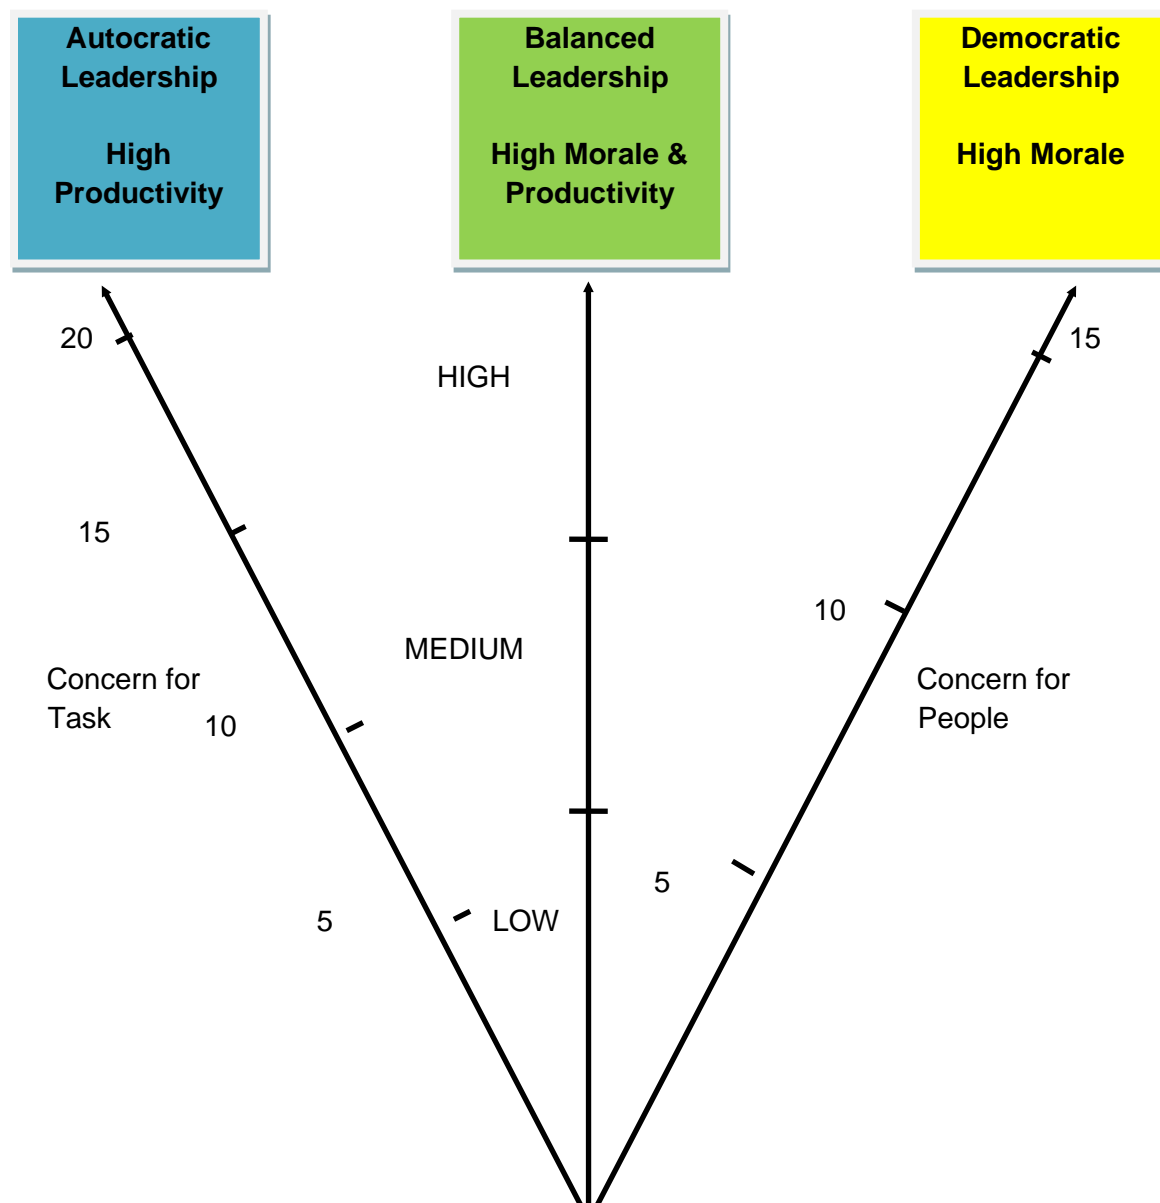 Autocratic
Leadership
High
Productivity
Balanced
Leadership
High Morale &
Productivity
Democratic
Leadership
High Morale
20
15
HIGH
15
10
MEDIUM
Concern for
Task
Concern for
People
10
5
5
LOW